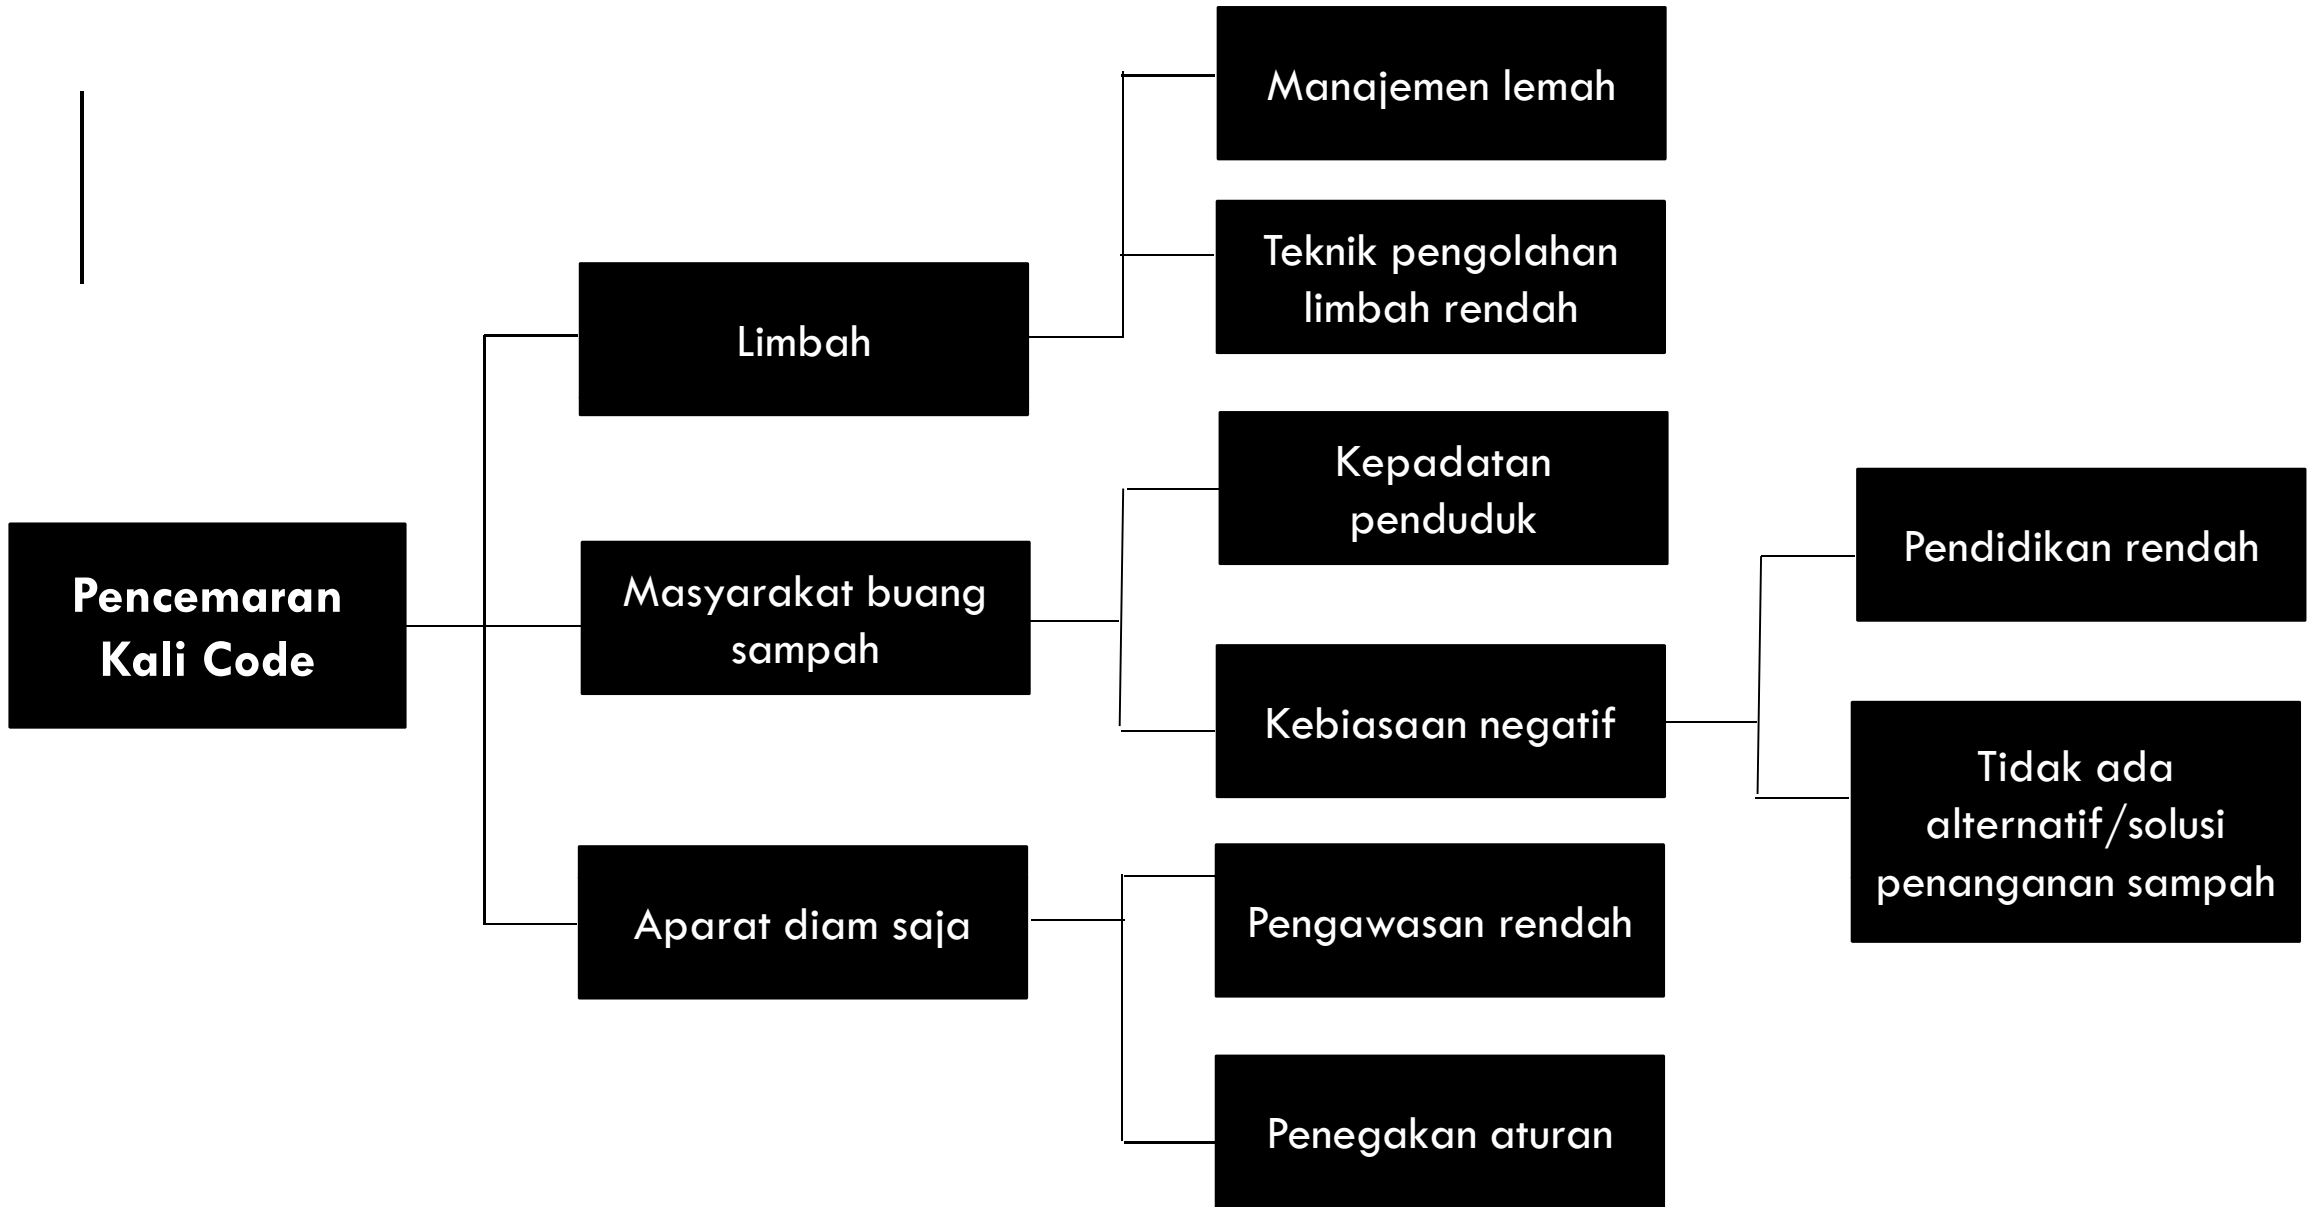 Manajemen lemah
Teknik pengolahan
limbah rendah
Limbah
Kepadatan
penduduk
Pendidikan rendah
Pencemaran
Kali Code
Masyarakat buang
sampah
Kebiasaan negatif
Tidak ada
alternatif/solusi
penanganan sampah
Aparat diam saja
Pengawasan rendah
Penegakan aturan